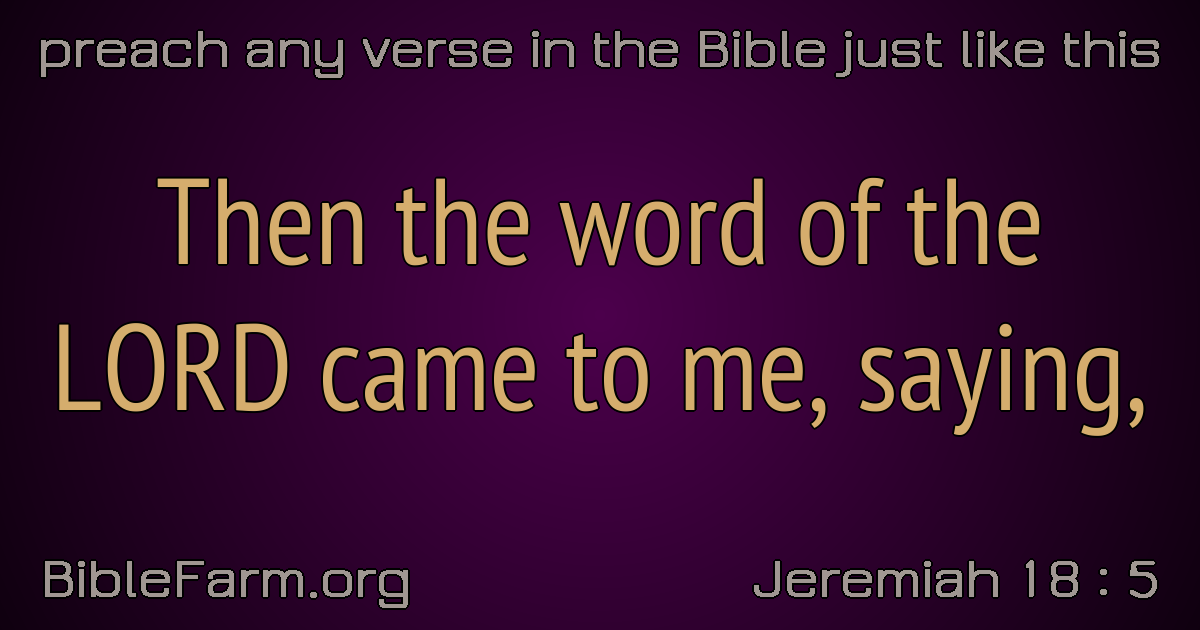 preach any verse in the Bible just like this
Then the word of the
LORD came to me, saying,
BibleFarm.org
Jeremiah 18 : 5